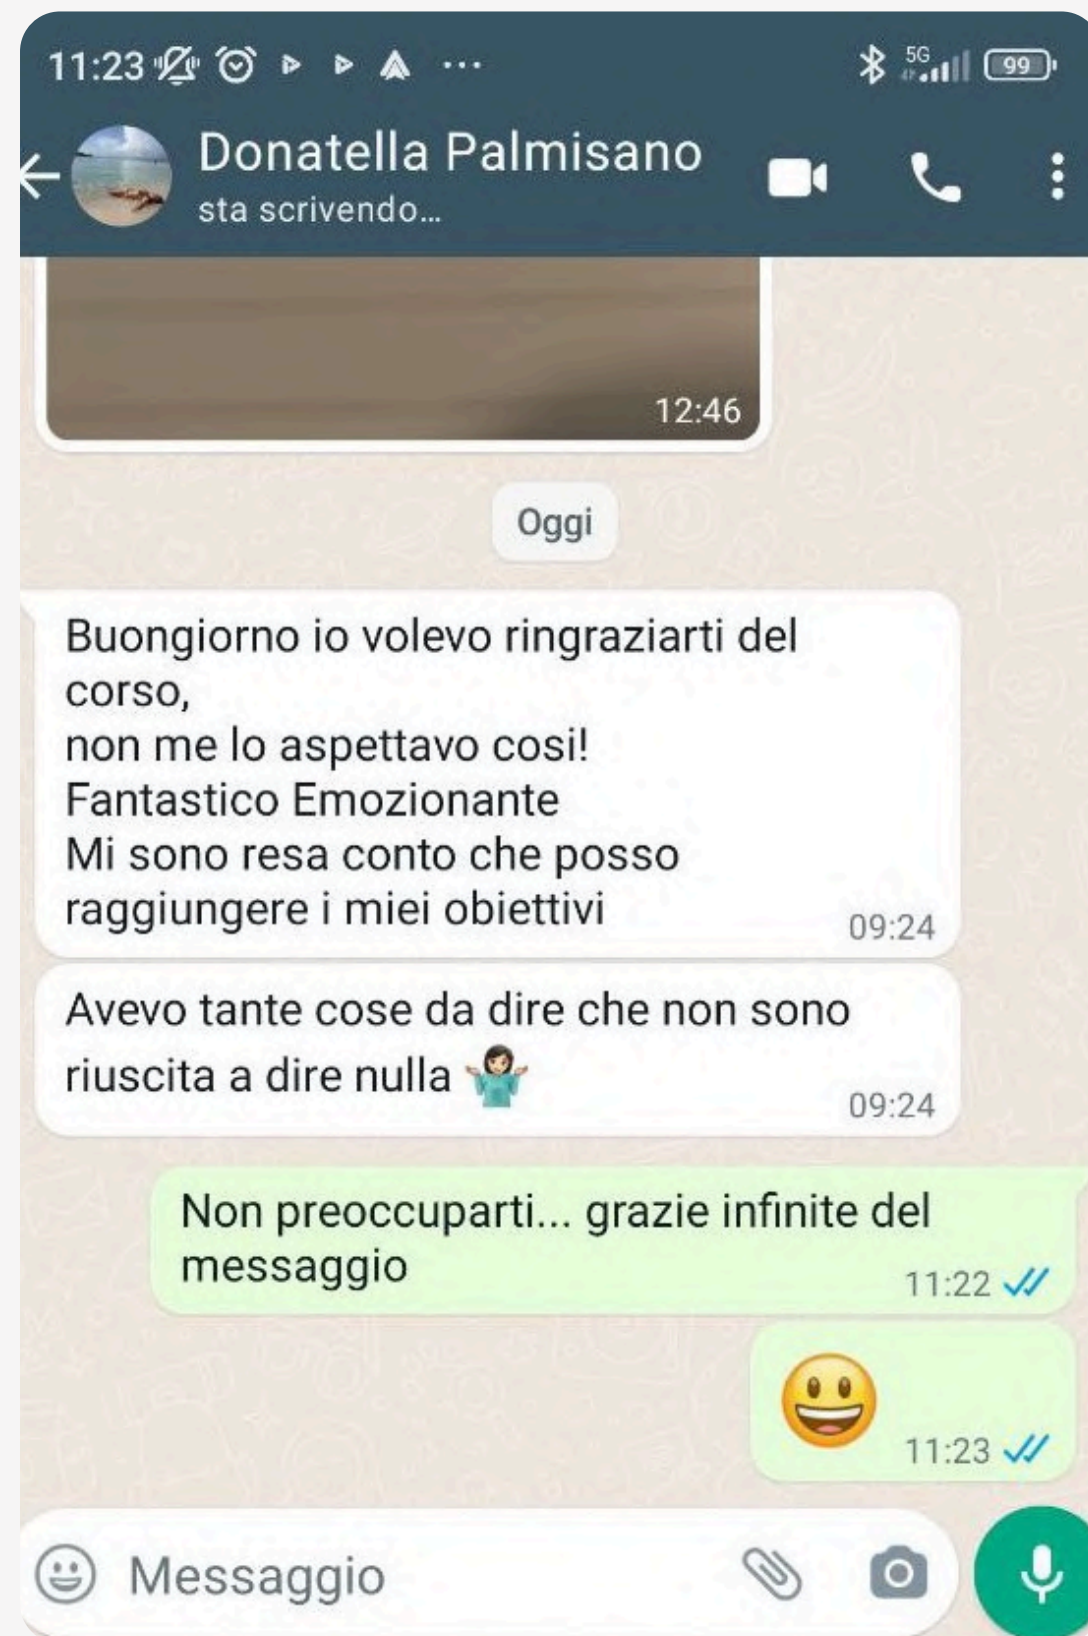 11:23
5G
99
Donatella Palmisano
sta scrivendo...
12:46
Oggi
Buongiorno io volevo ringraziarti del
corso,
non me lo aspettavo cosi!
Fantastico Emozionante
Mi sono resa conto che posso
raggiungere i miei obiettivi
09:24
Avevo tante cose da dire che non sono
riuscita a dire nulla 🤷🏻‍♀️
09:24
Non preoccuparti... grazie infinite del
messaggio
11:22
😃
11:23
Messaggio